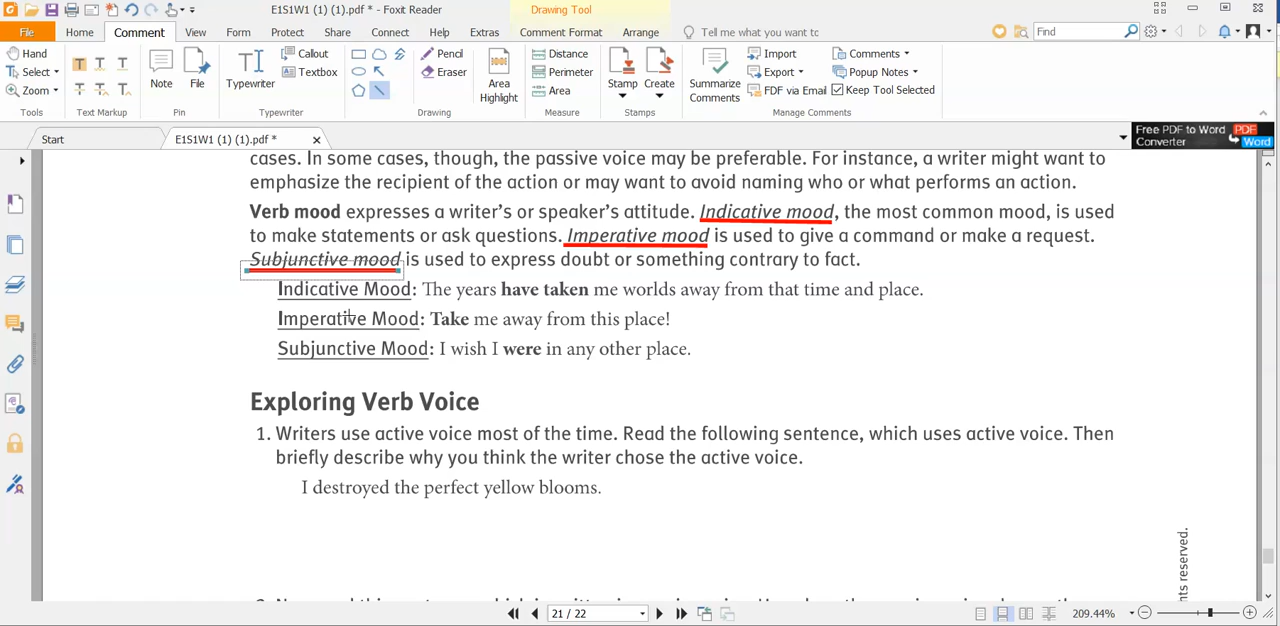 E1S1W1 (1) (1).pdf * - Foxit Reader
Drawing Tool
File Home Comment View Form Protect Share Connect Help Extras Comment Format Arrange Tell me what you want tc Find
Hand
Select
Zoom
Tools
Text Markup
Note
File
Pin
Typewriter
Callout
Textbox
Typewriter
Pencil
Eraser
Area
Highlight
Drawing
Distance
Perimeter
Area
Measure
Stamp
Create
Stamps
Summarize
Comments
Import
Export
FDF via Email
Comments
Popup Notes
Keep Tool Selected
Manage Comments
Start
E1S1W1 (1) (1).pdf *
Free PDF to Word PDF
Converter Word
cases. In some cases, though, the passive voice may be preferable. For instance, a writer might want to
emphasize the recipient of the action or may want to avoid naming who or what performs an action.
Verb mood expresses a writer's or speaker's attitude. Indicative mood, the most common mood, is used
to make statements or ask questions. Imperative mood is used to give a command or make a request.
Subjunctive mood is used to express doubt or something contrary to fact.
Indicative Mood: The years have taken me worlds away from that time and place.
Imperative Mood: Take me away from this place!
Subjunctive Mood: I wish I were in any other place.
Exploring Verb Voice
1. Writers use active voice most of the time. Read the following sentence, which uses active voice. Then
briefly describe why you think the writer chose the active voice.
I destroyed the perfect yellow blooms.
nts reserved.
21 / 22
209.44%